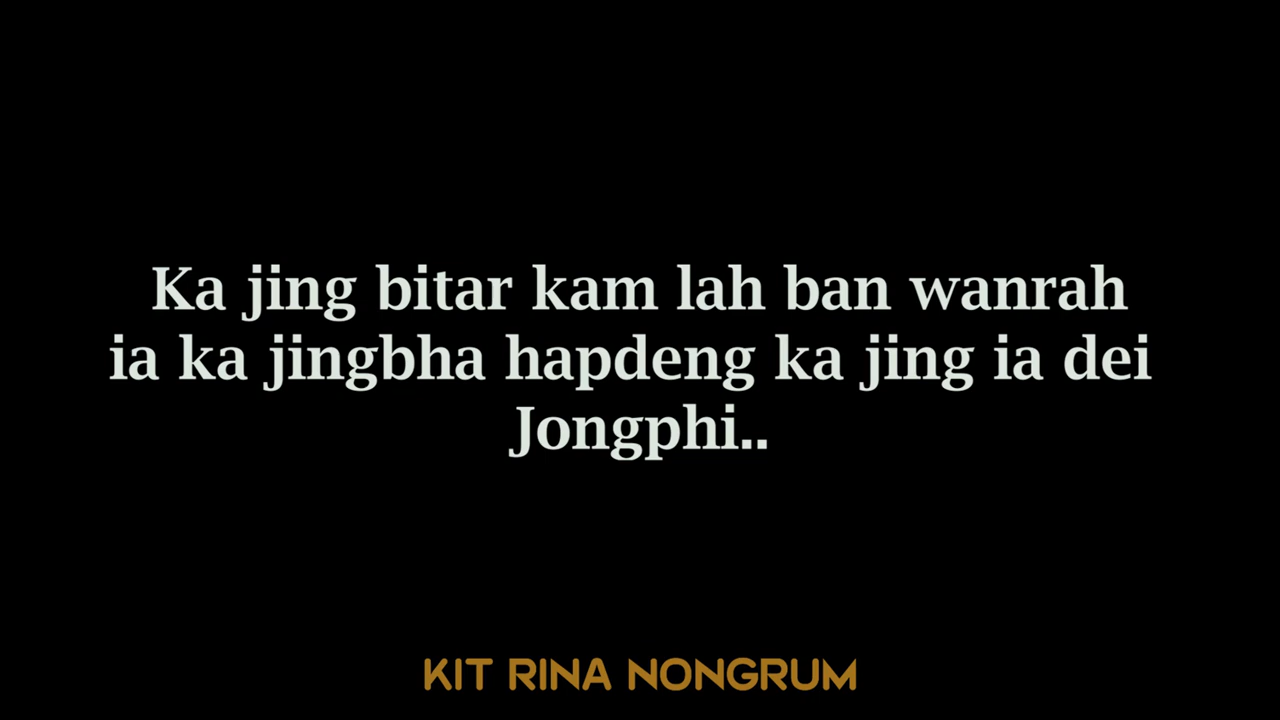 Ka jing bitar kam lah ban wanrah
ia ka jingbha hapdeng ka jing ia dei
Jongphi..
KIT RINA NONGRUM